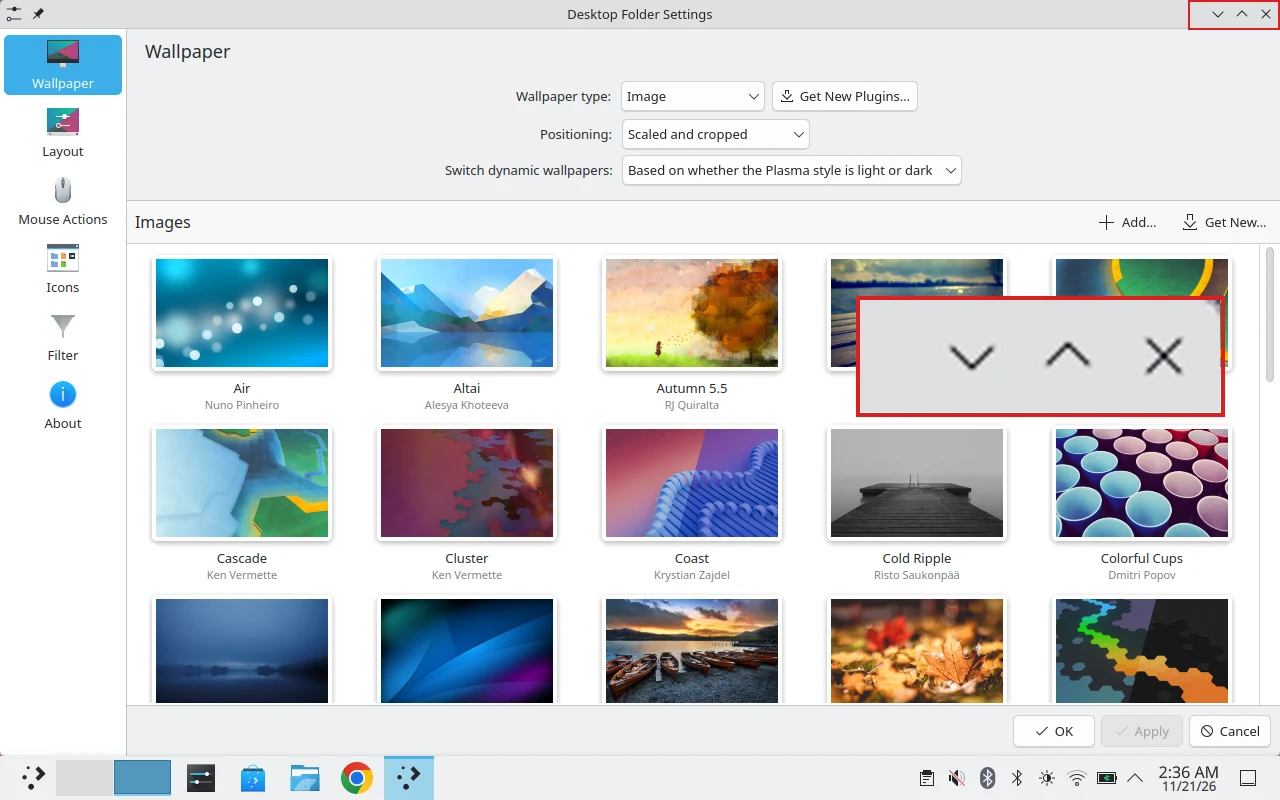 Desktop Folder Settings
Wallpaper
Layout
Mouse Actions
Icons
Filter
About
Wallpaper
Wallpaper type: Image Get New Plugins...
Positioning: Scaled and cropped
Switch dynamic wallpapers: Based on whether the Plasma style is light or dark
Images Add... Get New...
Air Altai Autumn 5.5
Nuno Pinheiro Alesya Khoteeva RJ Quiralta
Cascade Cluster Coast Cold Ripple Colorful Cups
Ken Vermette Ken Vermette Krystian Zajdel Risto Saukonpää Dmitri Popov
OK Apply Cancel
2:36 AM
11/21/26